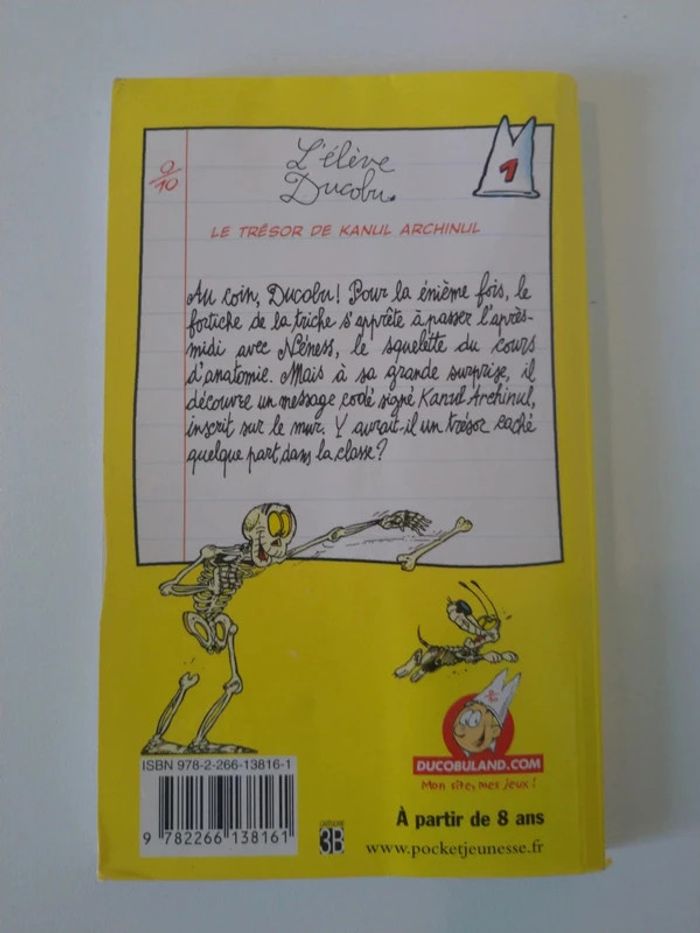 0/10
L'élève
Ducobu.
1
LE TRÉSOR DE KANUL ARCHINUL
Au coin, Ducobu! Pour la énième fois, le
fortiche de la triche s'apprête à passer l'après-
midi avec Néness, le squelette du cours
d'anatomie. Mais à sa grande surprise, il
découvre un message codé signé Kanul Archinul,
inscrit sur le mur. Y aurait-il un trésor caché
quelque part dans la classe?
DUCOBULAND.COM
Mon site, mes jeux!
ISBN 978-2-266-13816-1
9 782266 138161
CATÉGORIE
3B
À partir de 8 ans
www.pocketjeunesse.fr